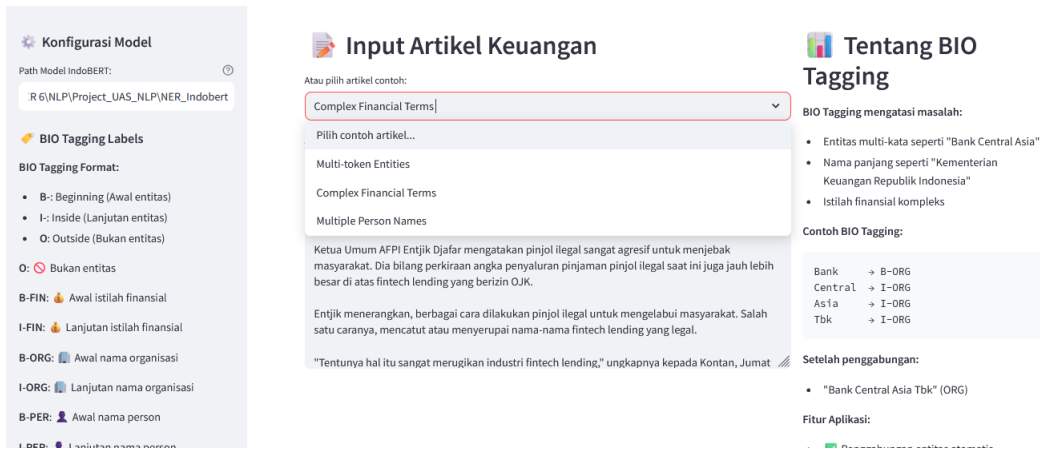 Konfigurasi Model
Path Model IndoBERT:
:R 6\NLP\Project_UAS_NLP\NER_Indobert
BIO Tagging Labels
BIO Tagging Format:
B-: Beginning (Awal entitas)
I-: Inside (Lanjutan entitas)
O: Outside (Bukan entitas)
O: Bukan entitas
B-FIN: Awal istilah finansial
I-FIN: Lanjutan istilah finansial
B-ORG: Awal nama organisasi
I-ORG: Lanjutan nama organisasi
B-PER: Awal nama person
I-PER: Lanjutan nama person
Input Artikel Keuangan
Atau pilih artikel contoh:
Complex Financial Terms
Pilih contoh artikel...
Multi-token Entities
Complex Financial Terms
Multiple Person Names
Ketua Umum AFPI Entjik Djafar mengatakan pinjol ilegal sangat agresif untuk menjebak
masyarakat. Dia bilang perkiraan angka penyaluran pinjaman pinjol ilegal saat ini juga jauh lebih
besar di atas fintech lending yang berizin OJK.
Entjik menerangkan, berbagai cara dilakukan pinjol ilegal untuk mengelabui masyarakat. Salah
satu caranya, mencatut atau menyerupai nama-nama fintech lending yang legal.
"Tentunya hal itu sangat merugikan industri fintech lending," ungkapnya kepada Kontan, Jumat
Tentang BIO
Tagging
BIO Tagging mengatasi masalah:
Entitas multi-kata seperti "Bank Central Asia"
Nama panjang seperti "Kementerian
Keuangan Republik Indonesia"
Istilah finansial kompleks
Contoh BIO Tagging:
Bank → B-ORG
Central → I-ORG
Asia → I-ORG
Tbk → I-ORG
Setelah penggabungan:
"Bank Central Asia Tbk" (ORG)
Fitur Aplikasi:
Penggabungan entitas otomatis